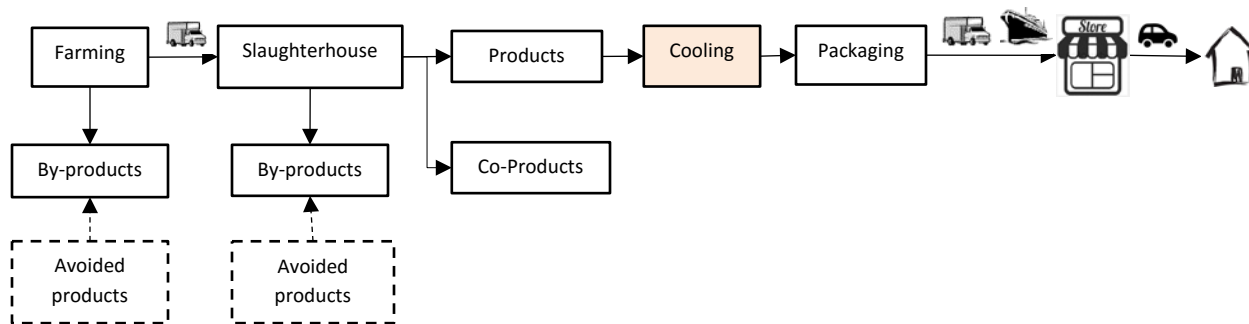 Farming
Slaughterhouse
Products
Cooling
Packaging
Store
By-products
By-products
Co-Products
Avoided
products
Avoided
products